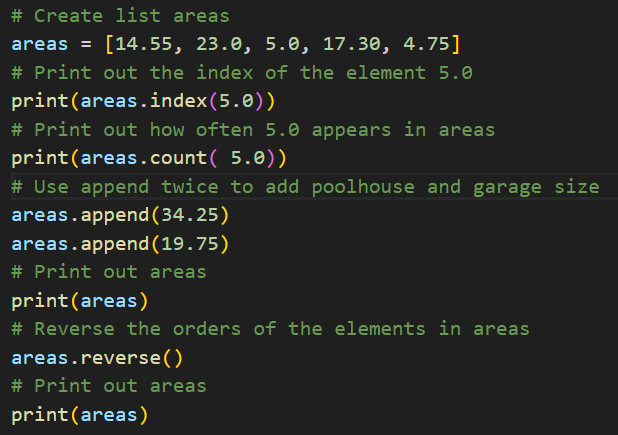 # Create list areas
areas = [14.55, 23.0, 5.0, 17.30, 4.75]
# Print out the index of the element 5.0
print(areas.index(5.0))
# Print out how often 5.0 appears in areas
print(areas.count( 5.0))
# Use append twice to add poolhouse and garage size
areas.append(34.25)
areas.append(19.75)
# Print out areas
print(areas)
# Reverse the orders of the elements in areas
areas.reverse()
# Print out areas
print(areas)